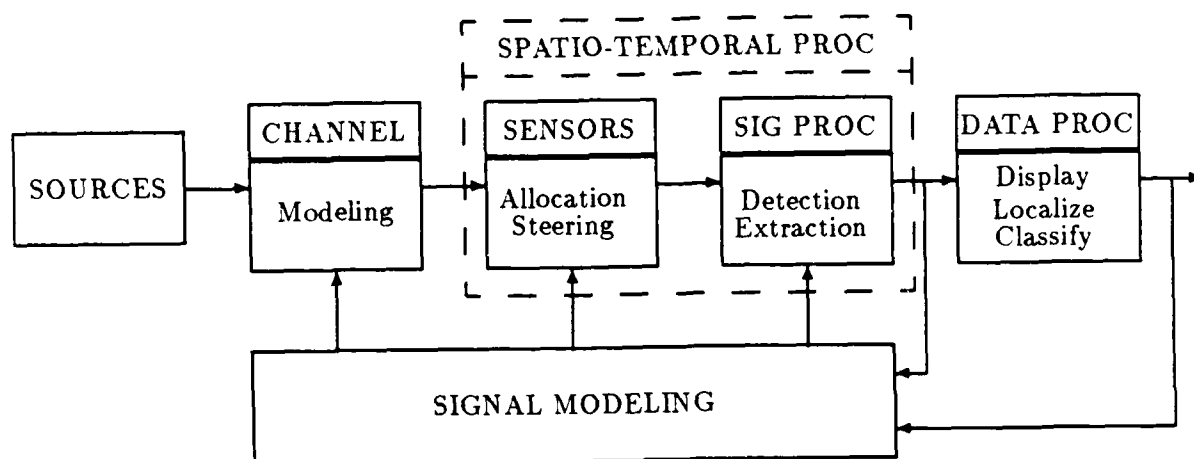 SPATIO-TEMPORAL PROC
SOURCES
CHANNEL
Modeling
SENSORS
Allocation
Steering
SIG PROC
Detection
Extraction
DATA PROC
Display
Localize
Classify
SIGNAL MODELING